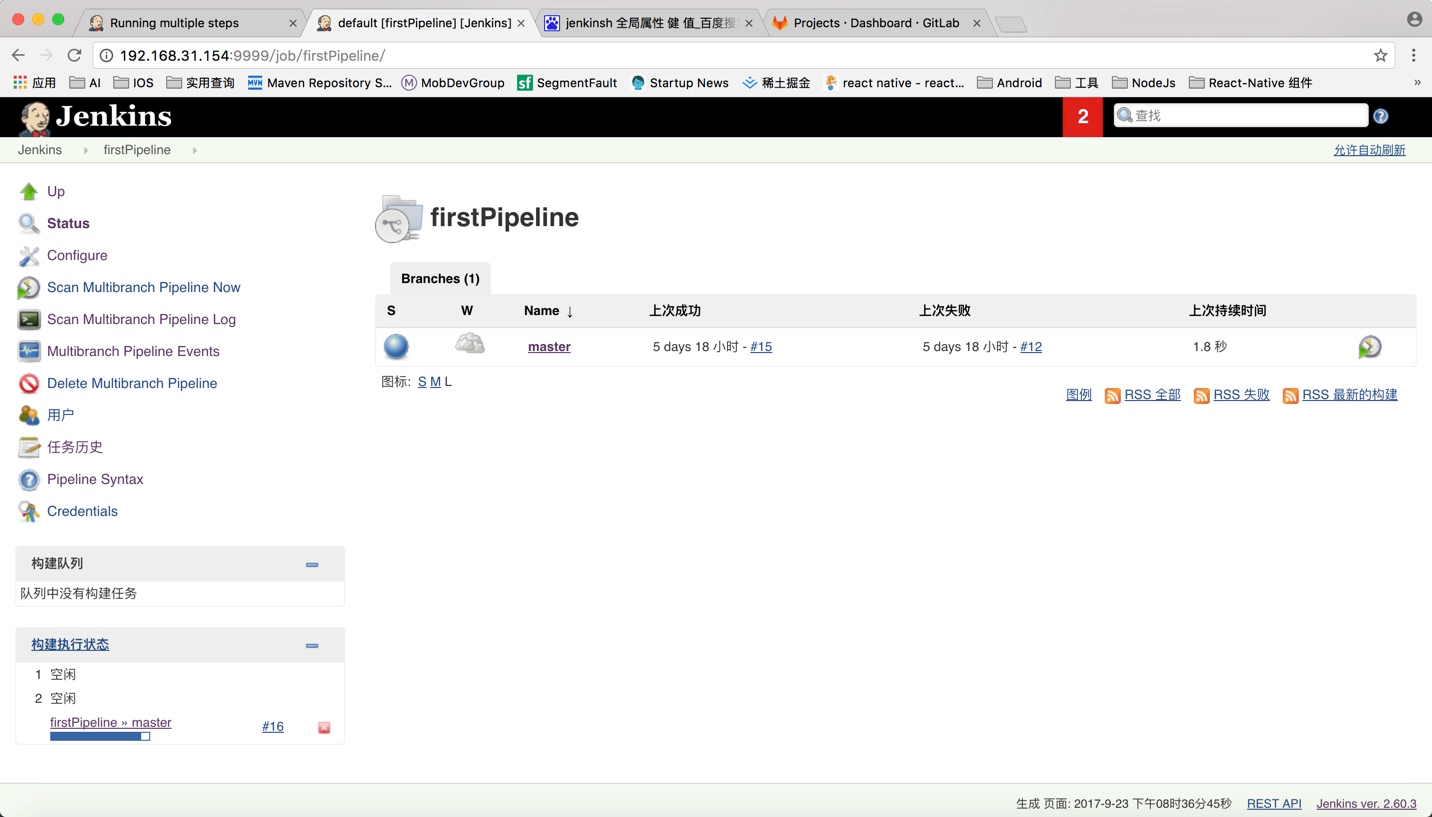 Running multiple steps
default [firstPipeline] [Jenkins]
jenkinsh 全局属性 健 值_百度搜
Projects · Dashboard · GitLab
192.168.31.154:9999/job/firstPipeline/
应用 AI IOS 实用查询 Maven Repository S... MobDevGroup SegmentFault Startup News 稀土掘金 react native - react... Android 工具 NodeJs React-Native 组件 »
Jenkins 2 查找
Jenkins firstPipeline 允许自动刷新
Up
Status
Configure
Scan Multibranch Pipeline Now
Scan Multibranch Pipeline Log
Multibranch Pipeline Events
Delete Multibranch Pipeline
用户
任务历史
Pipeline Syntax
Credentials
构建队列
队列中没有构建任务
构建执行状态
1 空闲
2 空闲
firstPipeline » master #16
firstPipeline
Branches (1)
S W Name ↓ 上次成功 上次失败 上次持续时间
master 5 days 18 小时 - #15 5 days 18 小时 - #12 1.8 秒
图标: S M L
图例 RSS 全部 RSS 失败 RSS 最新的构建
生成 页面: 2017-9-23 下午08时36分45秒 REST API Jenkins ver. 2.60.3